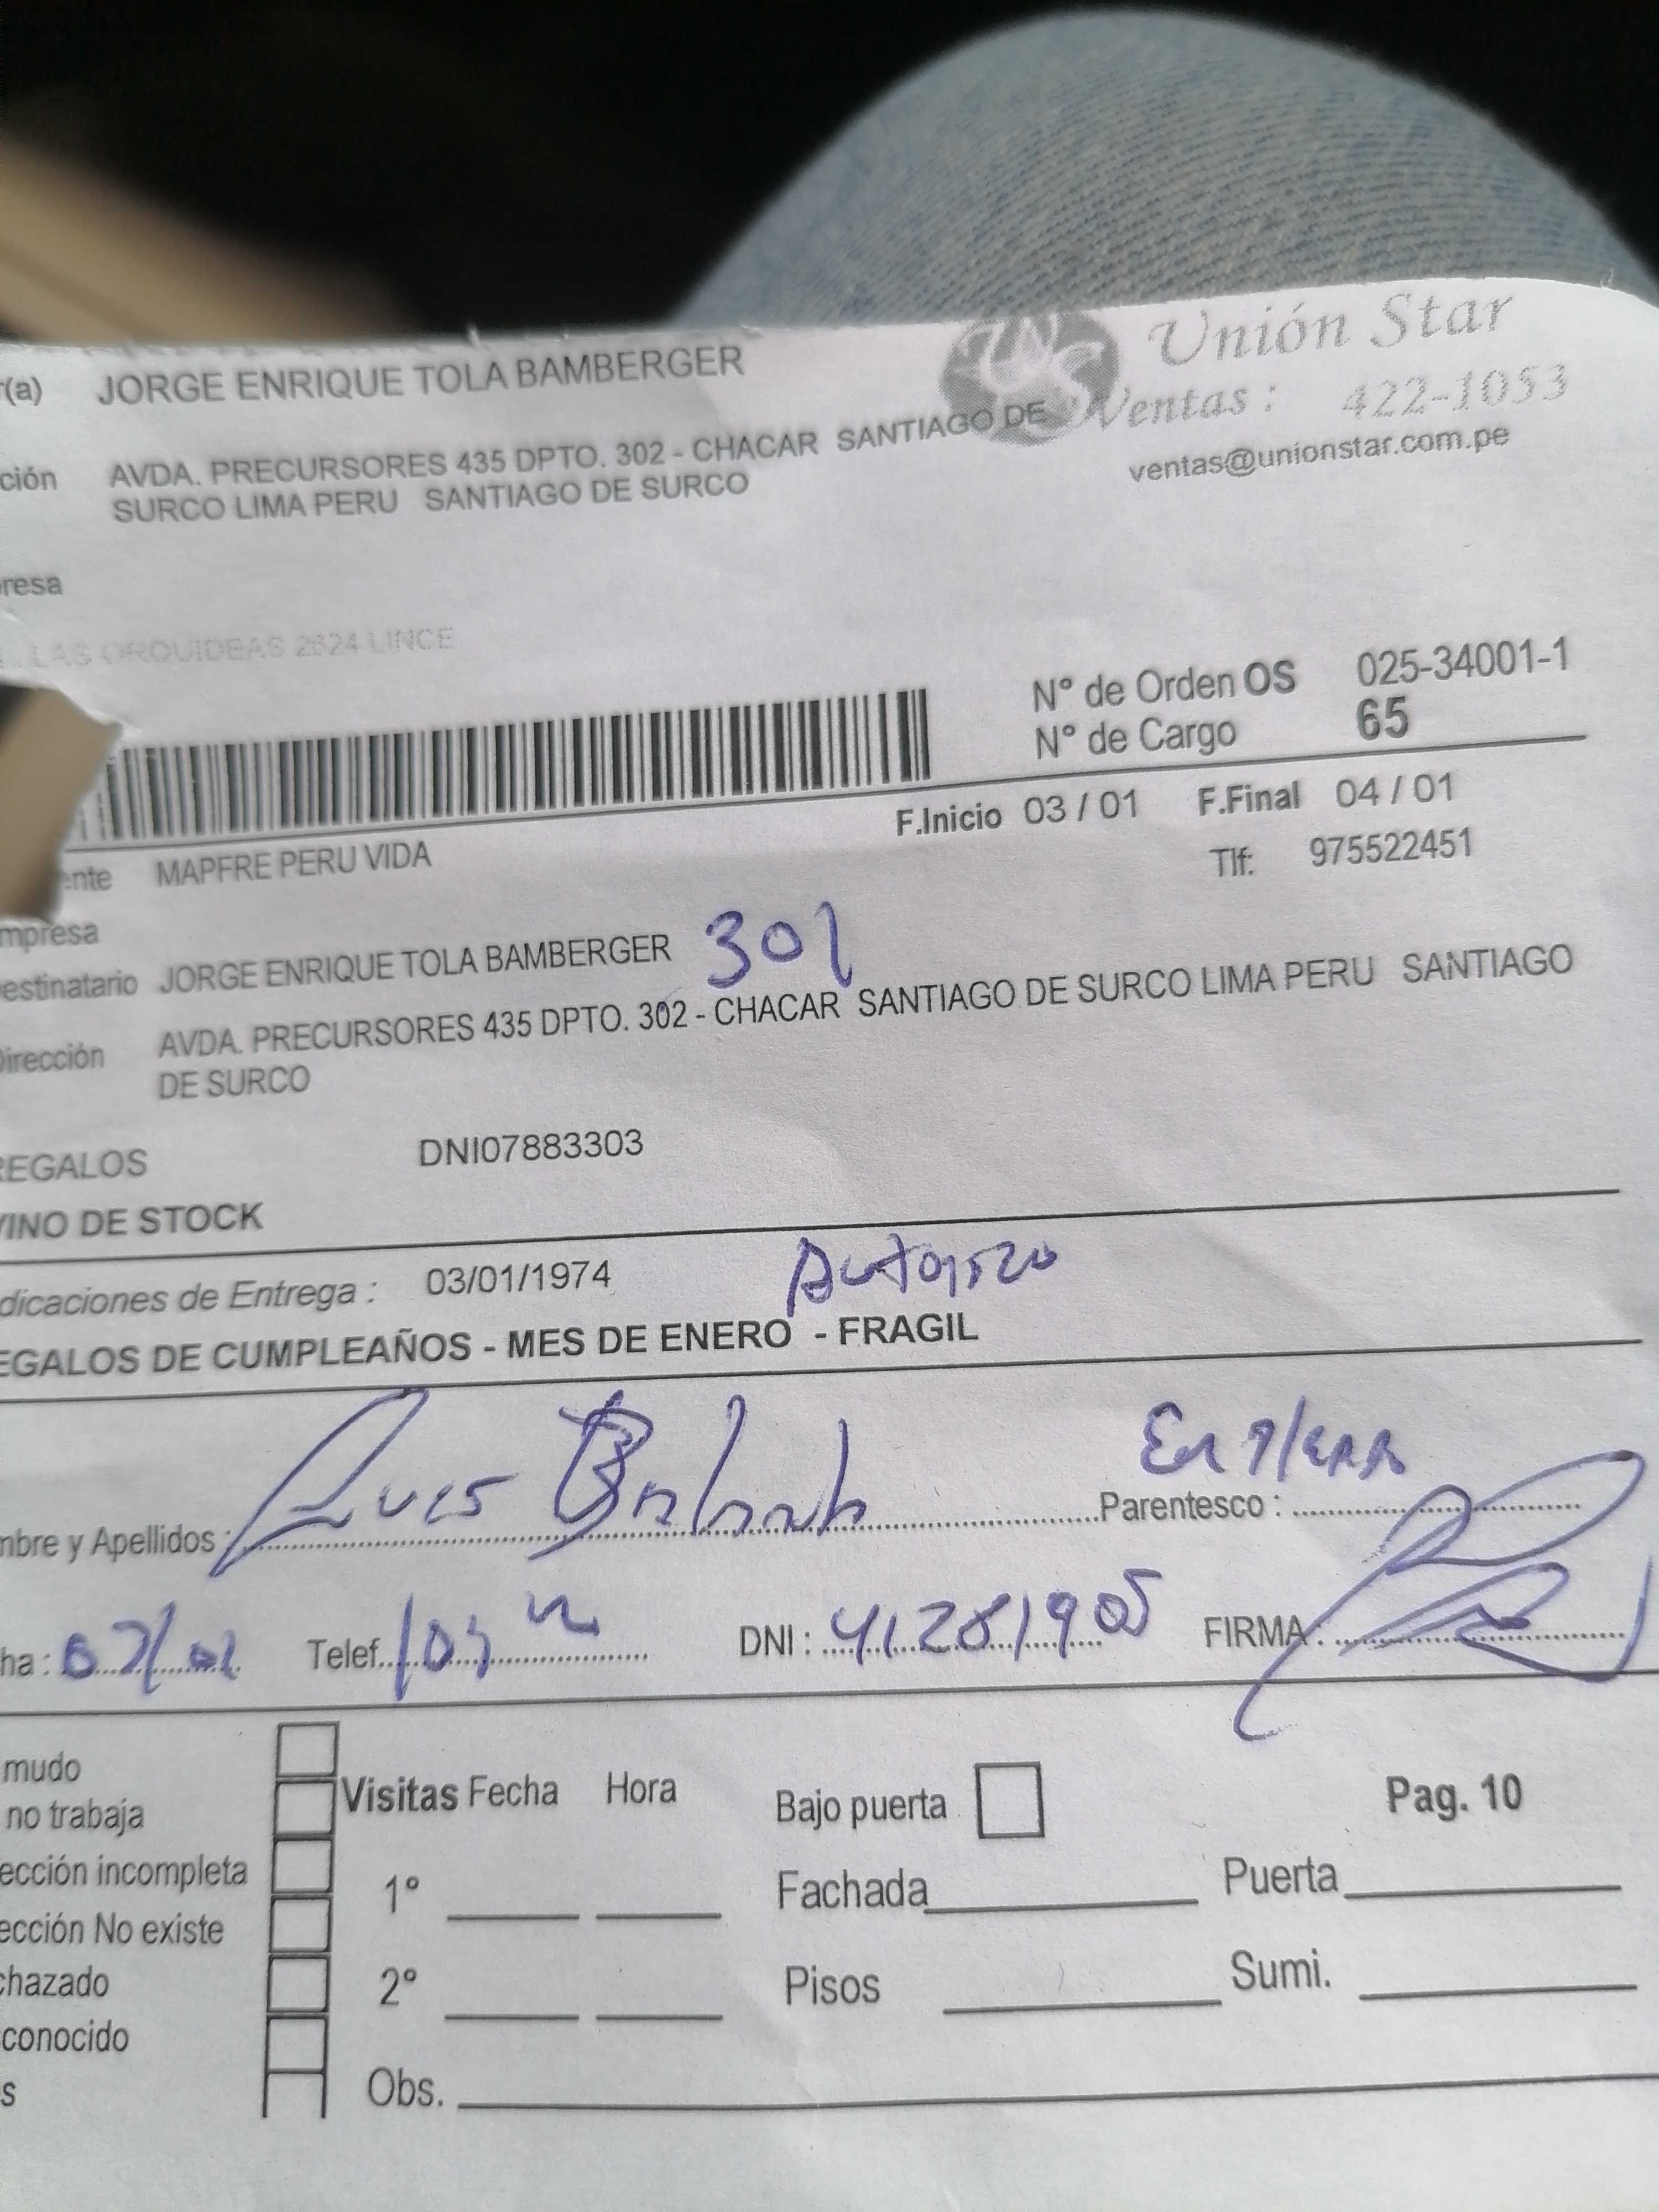 r(a) JORGE ENRIQUE TOLA BAMBERGER
Unión Star
Ventas : 422-1053
ventas@unionstar.com.pe
ción AVDA. PRECURSORES 435 DPTO. 302 - CHACAR SANTIAGO DE
SURCO LIMA PERU SANTIAGO DE SURCO
resa
LAS ORQUIDEAS 2624 LINCE
N° de Orden OS 025-34001-1
N° de Cargo 65
F.Inicio 03 / 01 F.Final 04 / 01
ente MAPFRE PERU VIDA Tlf: 975522451
mpresa
estinatario JORGE ENRIQUE TOLA BAMBERGER 301
Dirección AVDA. PRECURSORES 435 DPTO. 302 - CHACAR SANTIAGO DE SURCO LIMA PERU SANTIAGO
DE SURCO
REGALOS DNI07883303
VINO DE STOCK
dicaciones de Entrega : 03/01/1974 Autorizo
EGALOS DE CUMPLEAÑOS - MES DE ENERO - FRAGIL
mbre y Apellidos : Luis Parentesco :
ha : Telef. DNI : 41281905 FIRMA :
mudo
no trabaja
Visitas Fecha Hora Bajo puerta Pag. 10
ección incompleta 1° Fachada Puerta
ección No existe
chazado 2° Pisos Sumi.
conocido
s Obs.